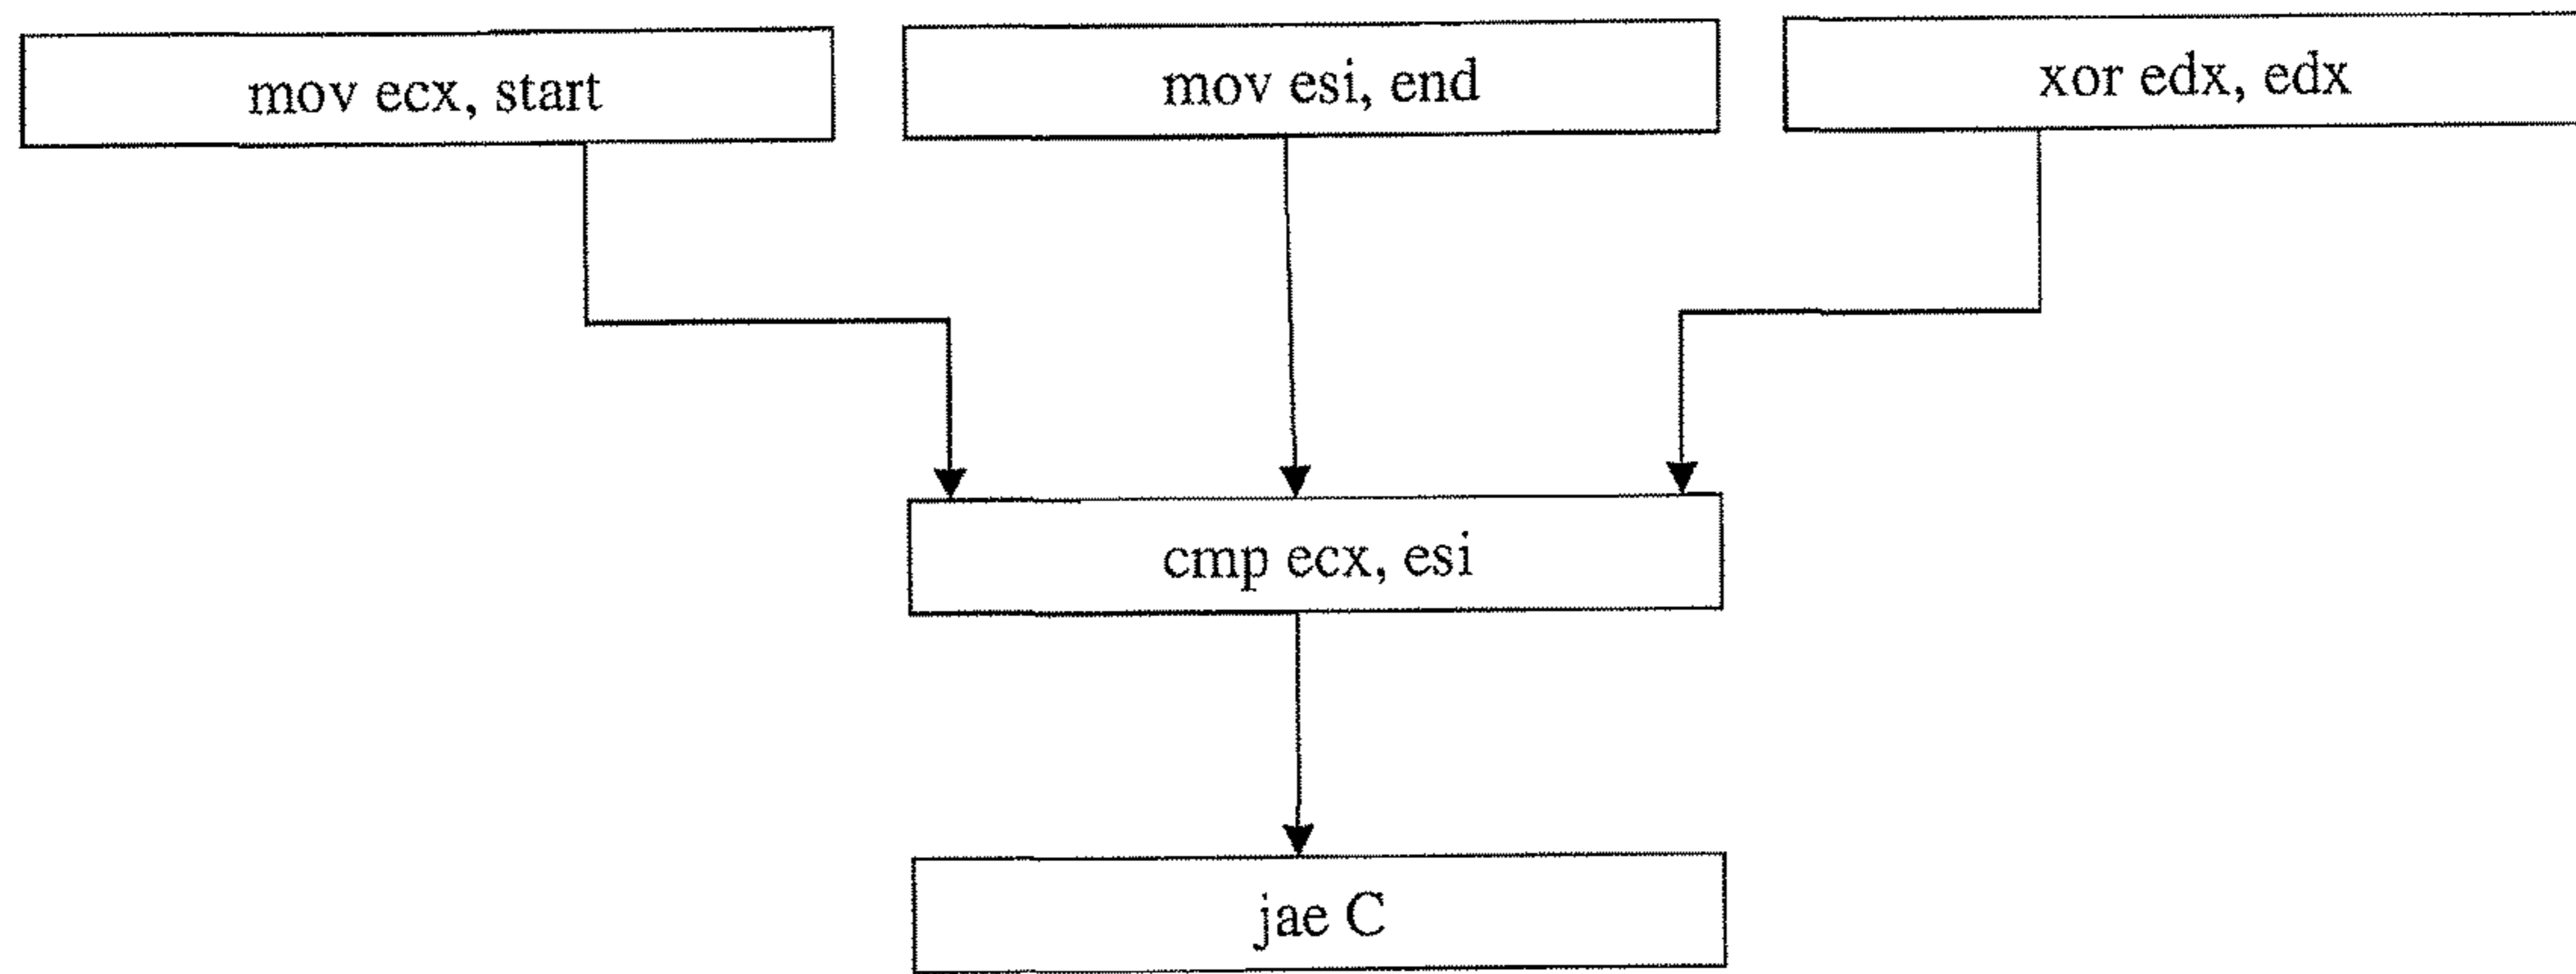 mov ecx, start
mov esi, end
xor edx, edx
cmp ecx, esi
jae C